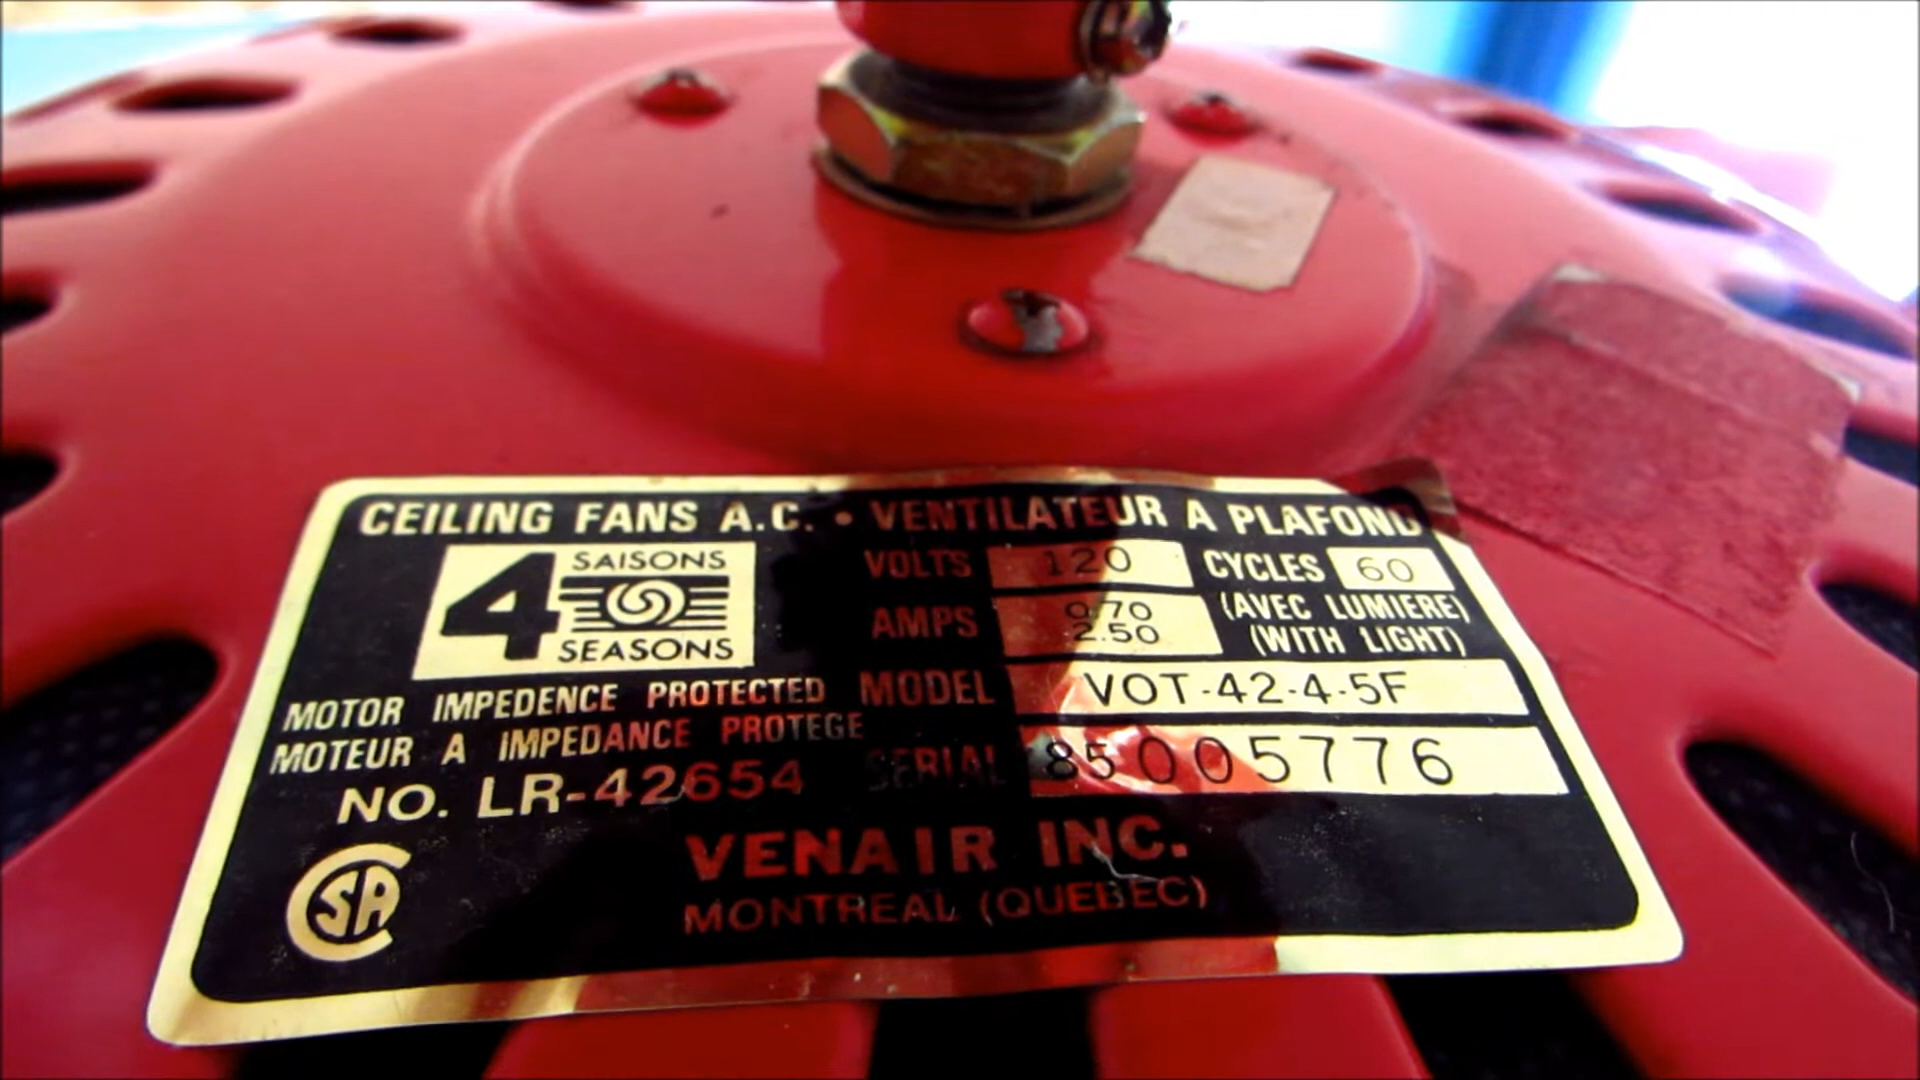 CEILING FANS A.C. • VENTILATEUR A PLAFOND
4 SAISONS
SEASONS
VOLTS 120 CYCLES 60
AMPS 0.70 (AVEC LUMIERE)
2.50 (WITH LIGHT)
MOTOR IMPEDENCE PROTECTED MODEL VOT-42-4-5F
MOTEUR A IMPEDANCE PROTEGE
NO. LR-42654 SERIAL 85005776
CSA
VENAIR INC.
MONTREAL (QUEBEC)